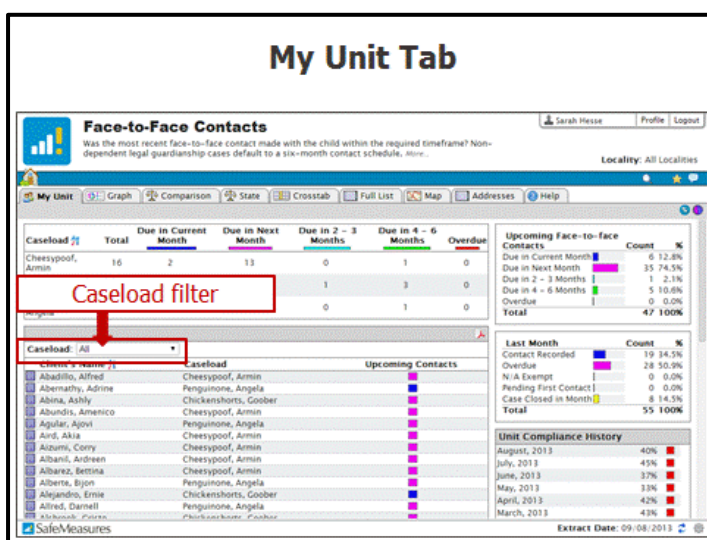 My Unit Tab
Face-to-Face Contacts
Sarah Hesse Profile Logout
Was the most recent face-to-face contact made with the child within the required timeframe? Non-
dependent legal guardianship cases default to a six-month contact schedule. More...
Locality: All Localities
My Unit Graph Comparison State Crosstab Full List Map Addresses Help
Caseload Total Due in Current Month Due in Next Month Due in 2 - 3 Months Due in 4 - 6 Months Overdue
Cheesypoof, Armin 16 2 13 0 1 0
1 3 0
Angela 0 1 0
Caseload filter
Caseload: All
Client's Name Caseload Upcoming Contacts
Abadillo, Alfred Cheesypoof, Armin
Abernathy, Adrine Penguinone, Angela
Abina, Ashly Chickenshorts, Goober
Abundis, Amenico Cheesypoof, Armin
Agular, Ajovi Penguinone, Angela
Aird, Akia Cheesypoof, Armin
Aizumi, Corry Cheesypoof, Armin
Albanil, Ardreen Cheesypoof, Armin
Albarez, Bettina Cheesypoof, Armin
Alberte, Bijon Penguinone, Angela
Alejandro, Ernie Chickenshorts, Goober
Allred, Darnell Penguinone, Angela
Upcoming Face-to-face Contacts Count %
Due in Current Month 6 12.8%
Due in Next Month 35 74.5%
Due in 2 - 3 Months 1 2.1%
Due in 4 - 6 Months 5 10.6%
Overdue 0 0.0%
Total 47 100%
Last Month Count %
Contact Recorded 19 34.5%
Overdue 28 50.9%
N/A Exempt 0 0.0%
Pending First Contact 0 0.0%
Case Closed in Month 8 14.5%
Total 55 100%
Unit Compliance History
August, 2013 40%
July, 2013 45%
June, 2013 37%
May, 2013 33%
April, 2013 42%
March, 2013 43%
SafeMeasures
Extract Date: 09/08/2013